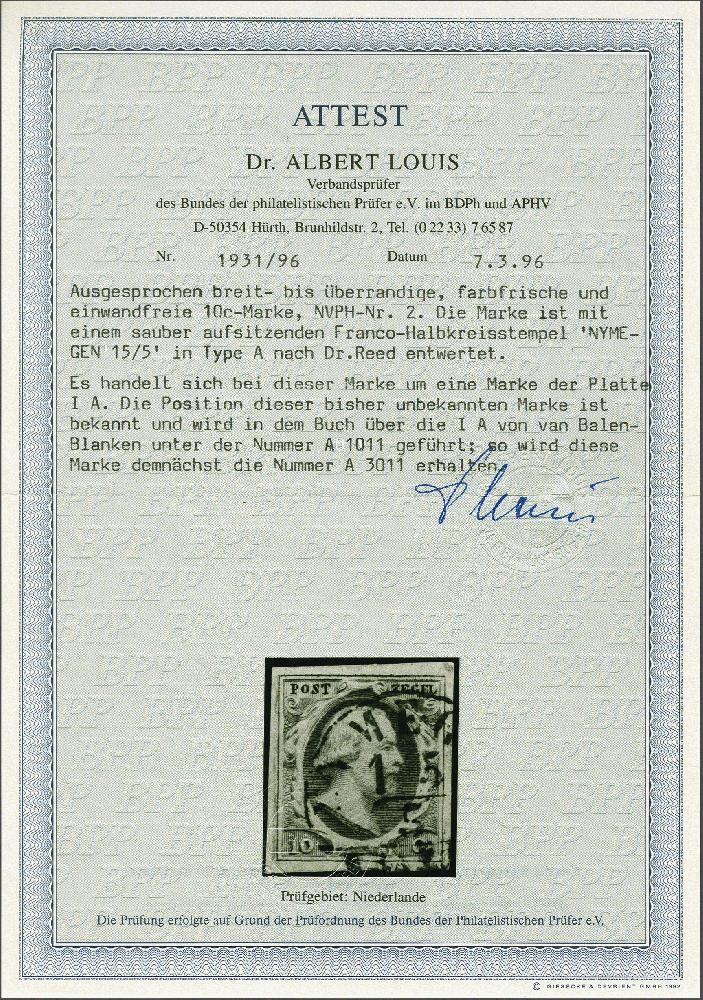 ATTEST
Dr. ALBERT LOUIS
Verbandsprüfer
des Bundes der philatelistischen Prüfer e.V. im BDPh und APHV
D-50354 Hürth, Brunhildstr. 2, Tel. (0 22 33) 7 65 87
Nr. 1931/96 Datum 7.3.96
Ausgesprochen breit- bis überrandige, farbfrische und
einwandfreie 10c-Marke, NVPH-Nr. 2. Die Marke ist mit
einem sauber aufsitzenden Franco-Halbkreisstempel 'NYME-
GEN 15/5' in Type A nach Dr.Reed entwertet.
Es handelt sich bei dieser Marke um eine Marke der Platte
I A. Die Position dieser bisher unbekannten Marke ist
bekannt und wird in dem Buch über die I A von van Balen-
Blanken unter der Nummer A 1011 geführt; so wird diese
Marke demnächst die Nummer A 3011 erhalten.
POST ZEGEL
10
Prüfgebiet: Niederlande
Die Prüfung erfolgte auf Grund der Prüfordnung des Bundes der Philatelistischen Prüfer e.V.
© GIESECKE & DEVRIENT GMBH 1992